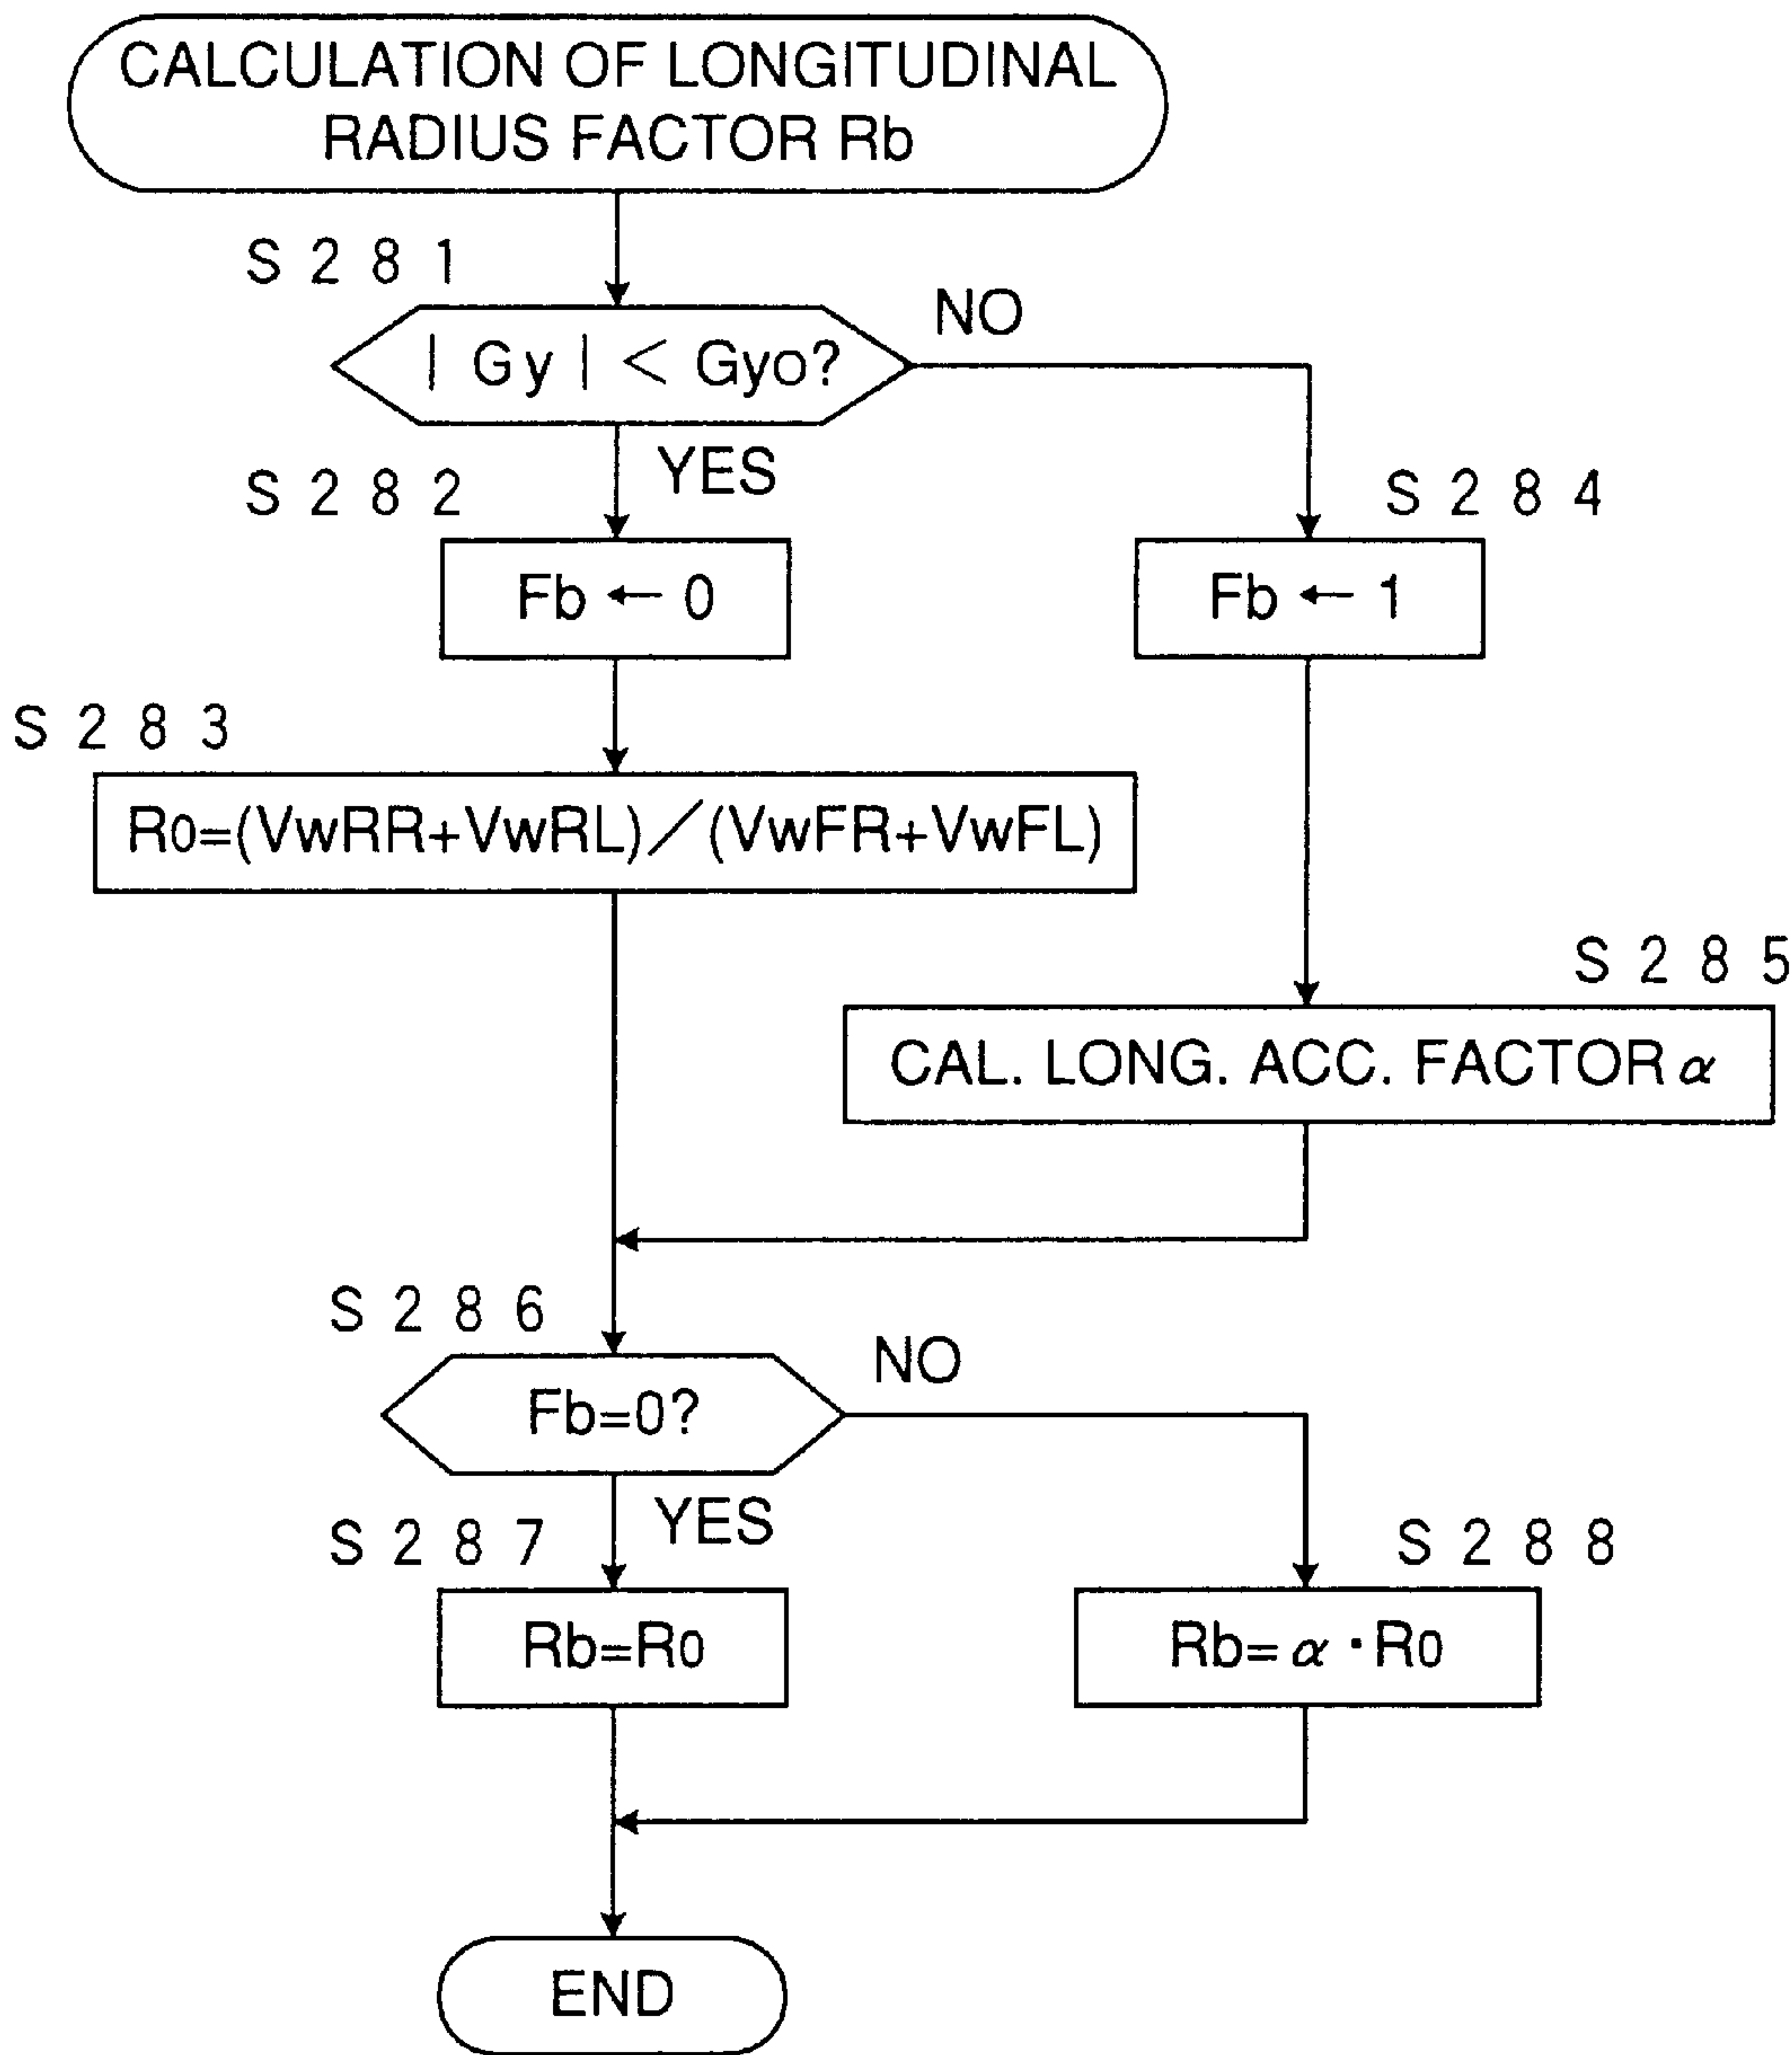 CALCULATION OF LONGITUDINAL
RADIUS FACTOR Rb
S 2 8 1
| Gy | < Gyo?
NO
YES
S 2 8 2
Fb ← 0
S 2 8 4
Fb ← 1
S 2 8 3
R0=(VwRR+VwRL)/(VwFR+VwFL)
S 2 8 5
CAL. LONG. ACC. FACTOR α
S 2 8 6
Fb=0?
NO
YES
S 2 8 7
Rb=R0
S 2 8 8
Rb=α・R0
END